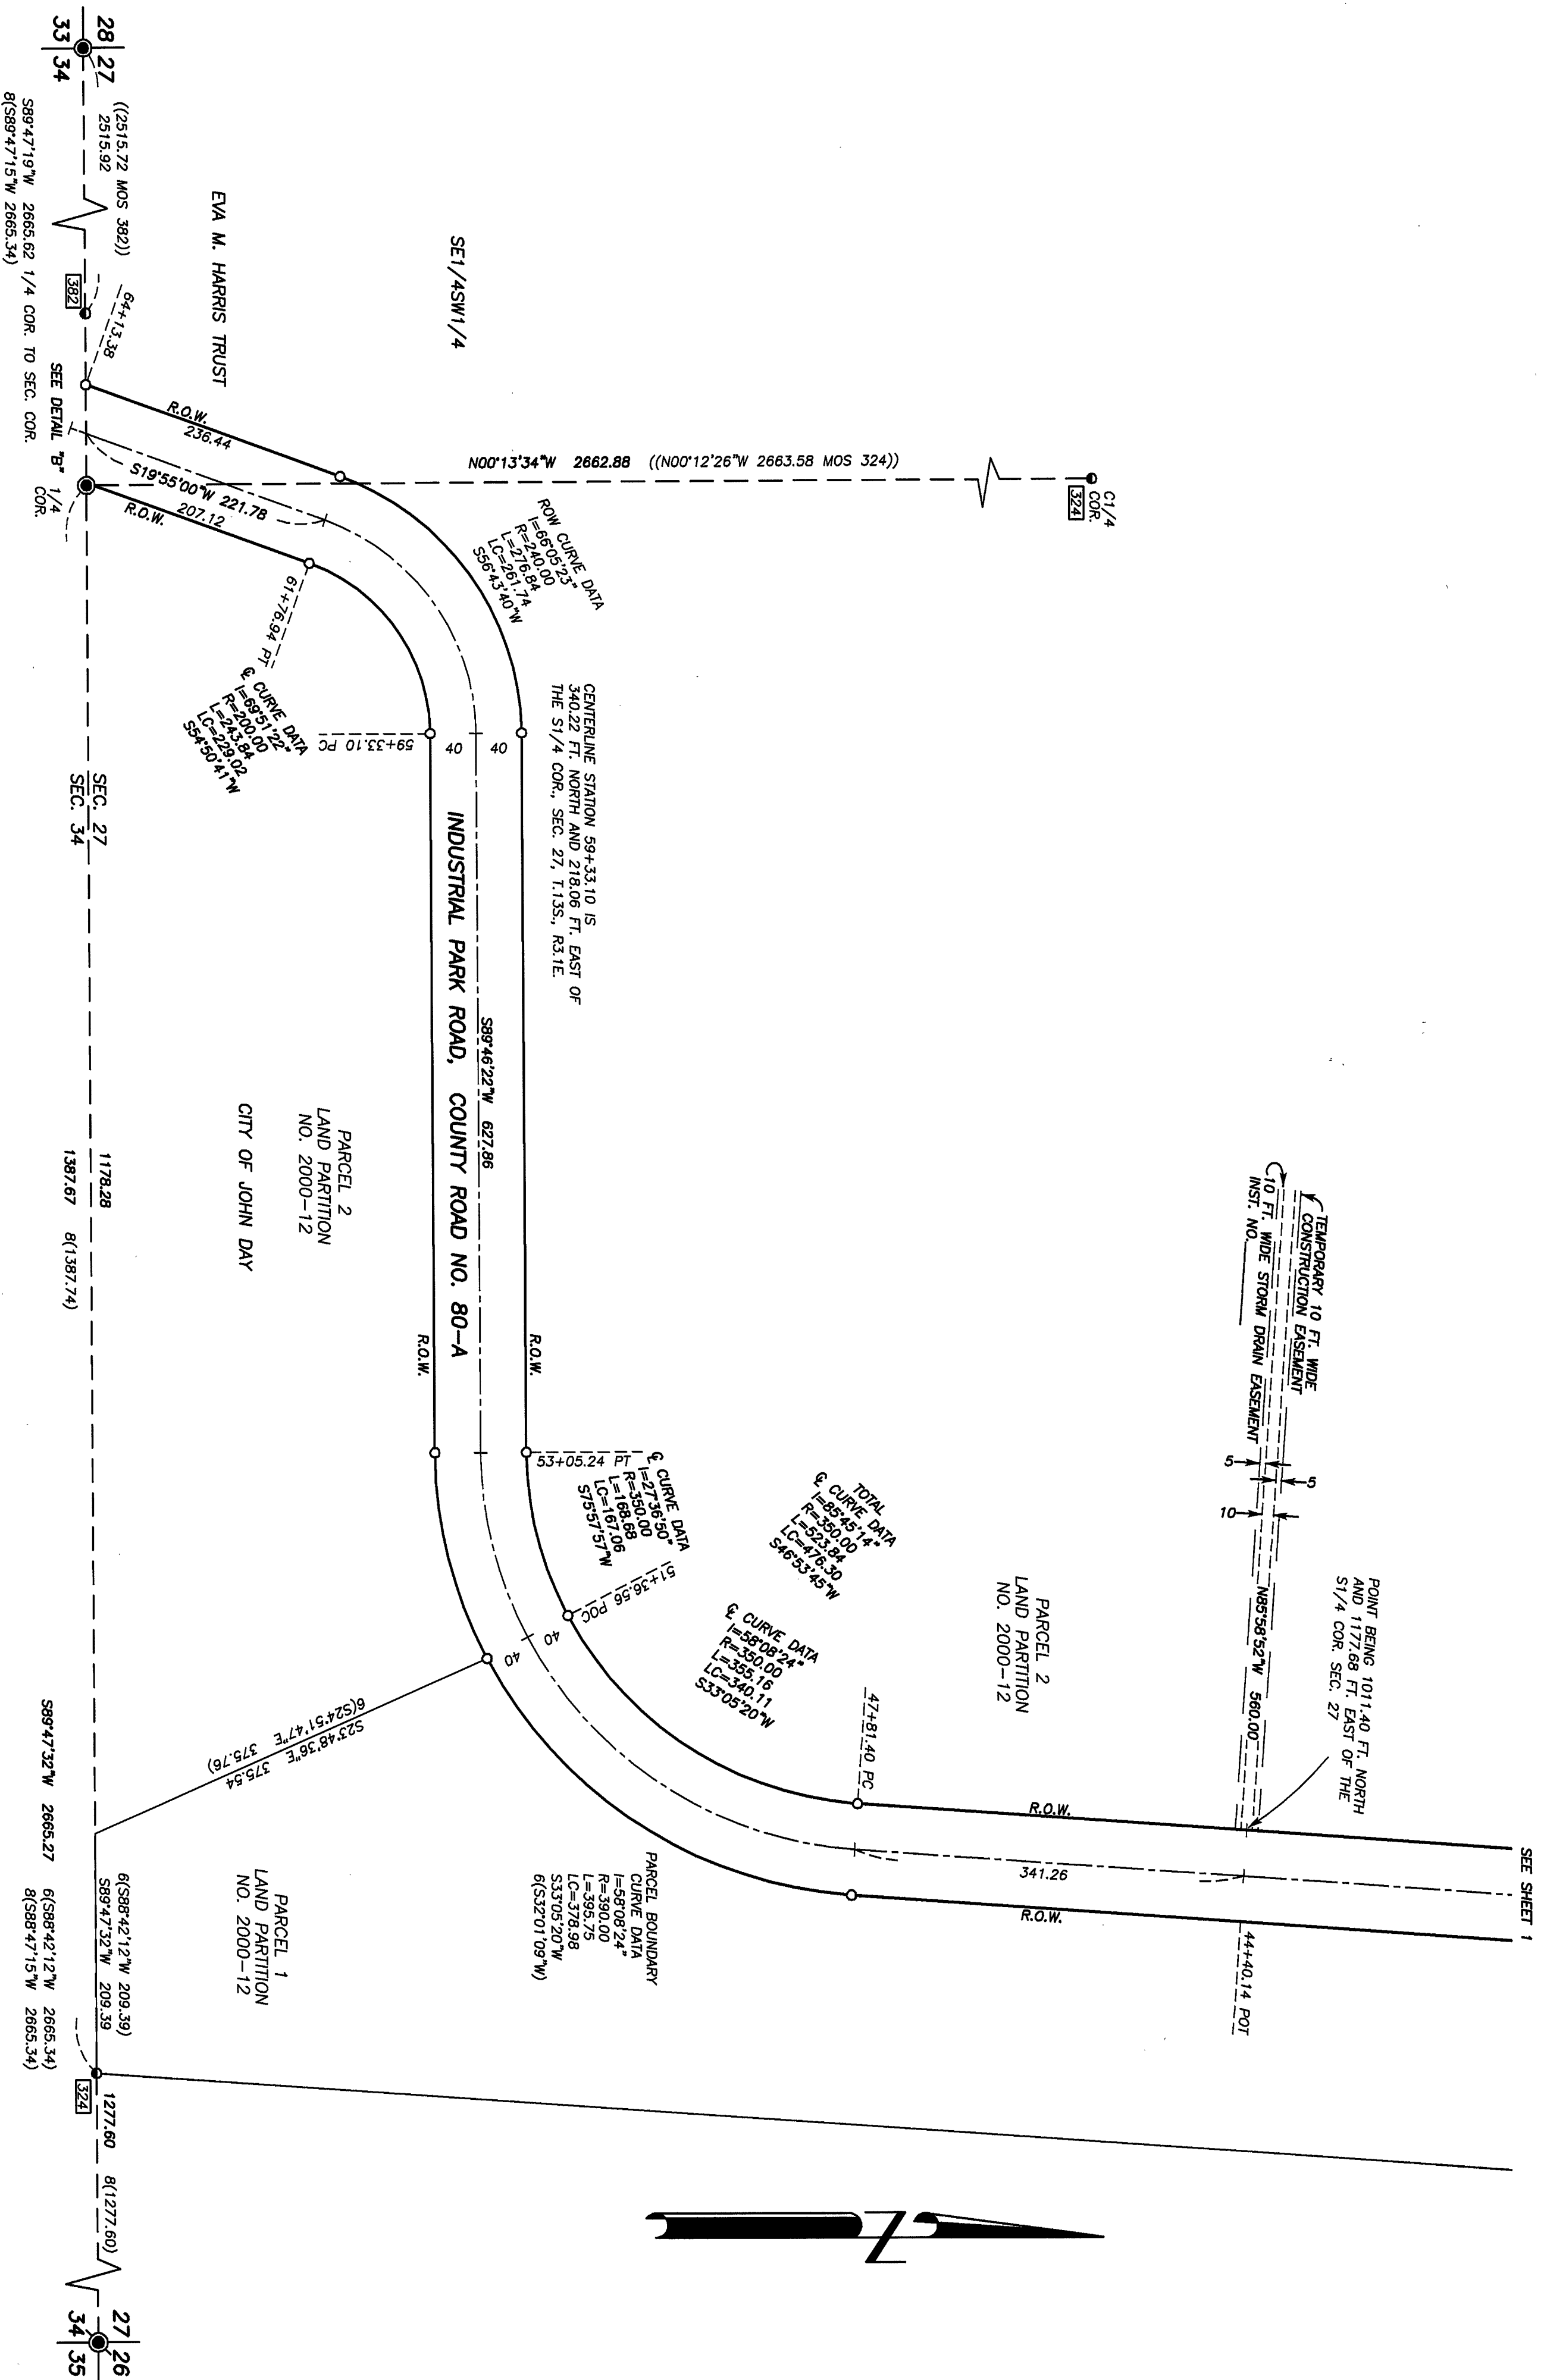 28 27
33 34
((2515.72 MOS 382))
2515.92
S89°47'19"W 2665.62 1/4 COR. TO SEC. COR.
8(S89°47'15"W 2665.34)
382
64+13.38
EVA M. HARRIS TRUST
SE1/4SW1/4
SEE DETAIL "B"
1/4
COR.
R.O.W.
236.44
S19°55'00"W 221.78
R.O.W.
207.12
N00°13'34"W 2662.88 ((N00°12'26"W 2663.58 MOS 324))
C1/4
COR.
324
ROW CURVE DATA
I=66°05'23"
R=240.00
L=276.84
LC=261.74
S56°43'40"W
61+76.94 PT
℄ CURVE DATA
I=69°51'22"
R=200.00
L=243.84
LC=229.02
S54°50'41"W
59+33.10 PC
40
40
CENTERLINE STATION 59+33.10 IS
340.22 FT. NORTH AND 218.06 FT. EAST OF
THE S1/4 COR., SEC. 27, T.13S., R3.1E.
SEC. 27
SEC. 34
INDUSTRIAL PARK ROAD, COUNTY ROAD NO. 80-A
S89°46'22"W 627.86
PARCEL 2
LAND PARTITION
NO. 2000-12
CITY OF JOHN DAY
1178.28
1387.67 8(1387.74)
R.O.W.
R.O.W.
TEMPORARY 10 FT. WIDE
CONSTRUCTION EASEMENT
10 FT. WIDE STORM DRAIN EASEMENT
INST. NO.
5
5
10
N85°58'52"W 560.00
POINT BEING 1011.40 FT. NORTH
AND 1177.68 FT. EAST OF THE
S1/4 COR. SEC. 27
53+05.24 PT
℄ CURVE DATA
I=27°36'50"
R=350.00
L=168.68
LC=167.06
S75°57'57"W
51+36.56 POC
40
40
TOTAL
℄ CURVE DATA
I=85°45'14"
R=350.00
L=523.84
LC=476.30
S46°53'45"W
℄ CURVE DATA
I=58°08'24"
R=350.00
L=355.16
LC=340.11
S33°05'20"W
PARCEL 2
LAND PARTITION
NO. 2000-12
47+81.40 PC
R.O.W.
341.26
R.O.W.
44+40.14 POT
SEE SHEET 1
6(S24°51'47"E 375.76)
S23°48'36"E 375.54
PARCEL BOUNDARY
CURVE DATA
I=58°08'24"
R=390.00
L=395.75
LC=378.98
S33°05'20"W
6(S32°01'09"W)
PARCEL 1
LAND PARTITION
NO. 2000-12
6(S88°42'12"W 209.39)
S89°47'32"W 209.39
S89°47'32"W 2665.27 6(S88°42'12"W 2665.34)
8(S88°47'15"W 2665.34)
324
1277.60 8(1277.60)
N
27 26
34 35